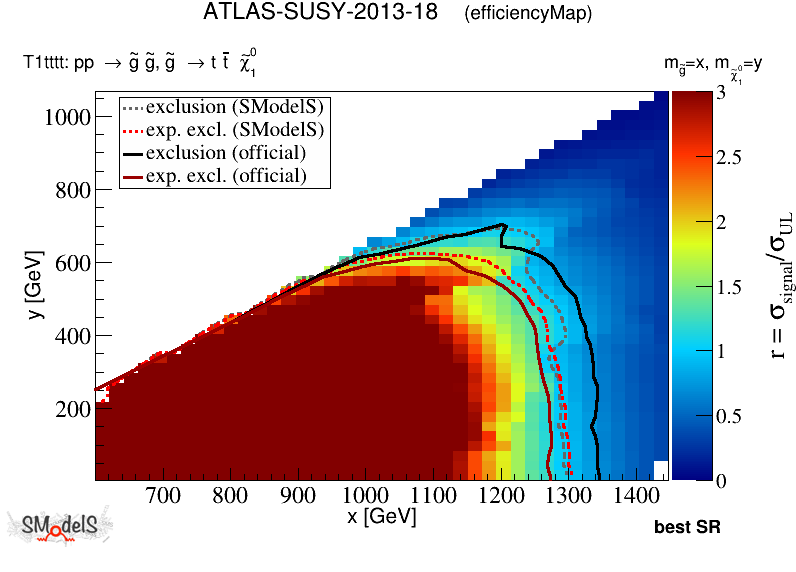 ATLAS-SUSY-2013-18 (efficiencyMap)
T1tttt: pp → g̃ g̃, g̃ → t t̄ χ̃₁⁰
m_g̃=x, m_χ̃₁⁰=y
exclusion (SModelS)
exp. excl. (SModelS)
exclusion (official)
exp. excl. (official)
1000
800
600
400
200
y [GeV]
700 800 900 1000 1100 1200 1300 1400
x [GeV]
3
2.5
2
1.5
1
0.5
0
r = σ_signal/σ_UL
SModelS
best SR